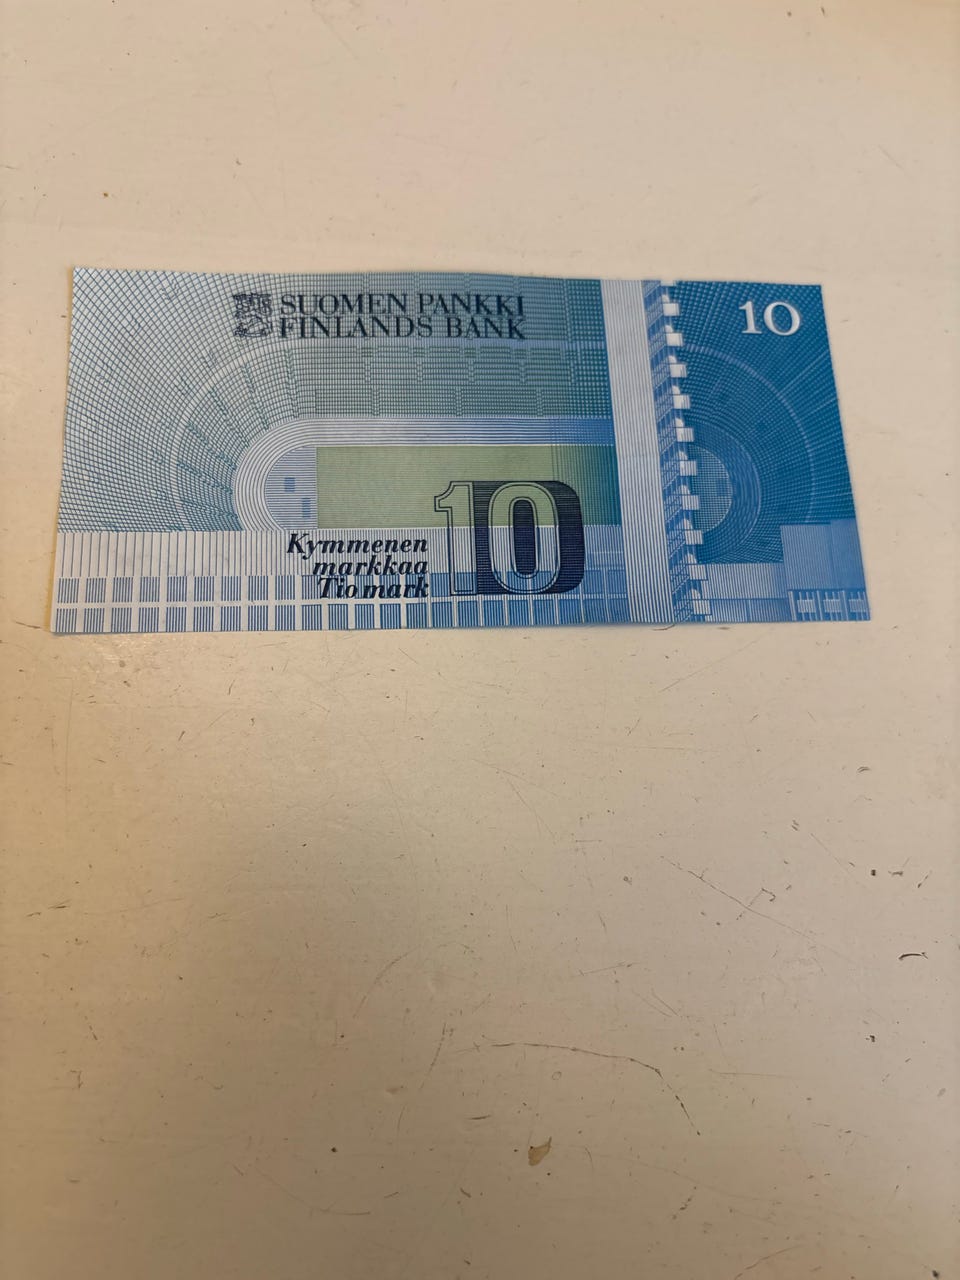 SUOMEN PANKKI
FINLANDS BANK
10
10
Kymmenen
markkaa
Tiomark